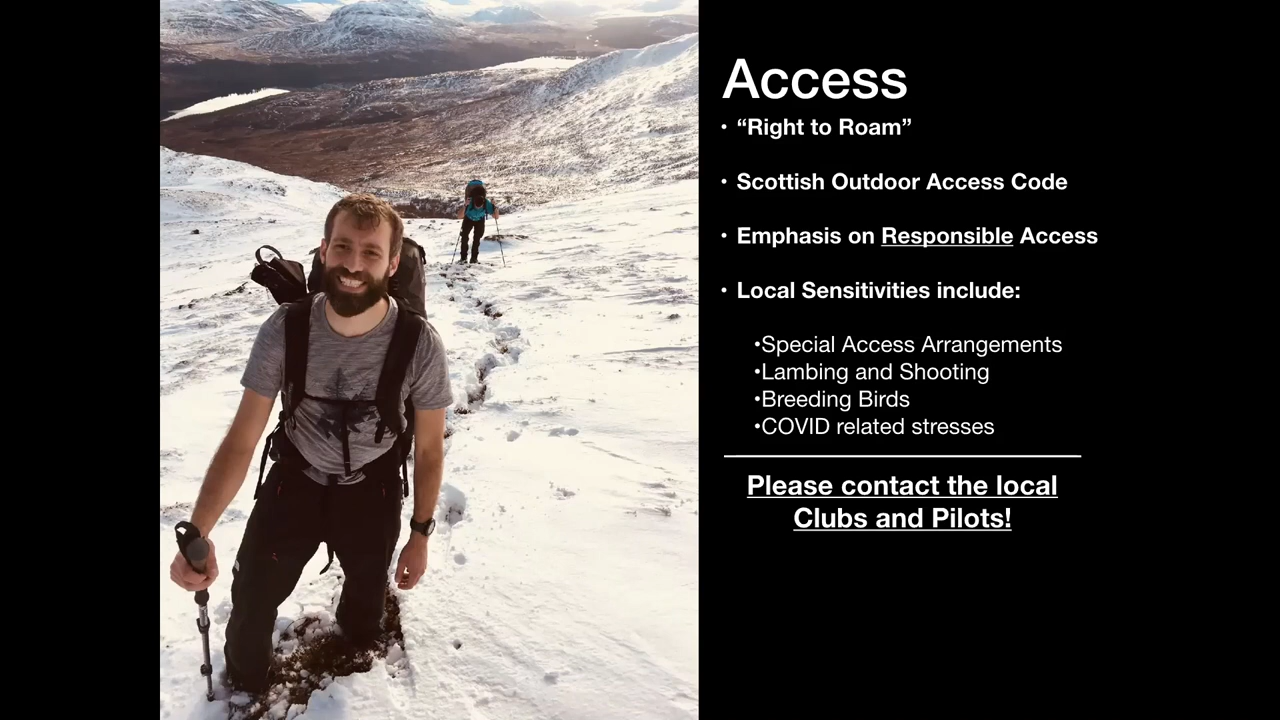 Access
• “Right to Roam”
• Scottish Outdoor Access Code
• Emphasis on Responsible Access
• Local Sensitivities include:
•Special Access Arrangements
•Lambing and Shooting
•Breeding Birds
•COVID related stresses
Please contact the local
Clubs and Pilots!